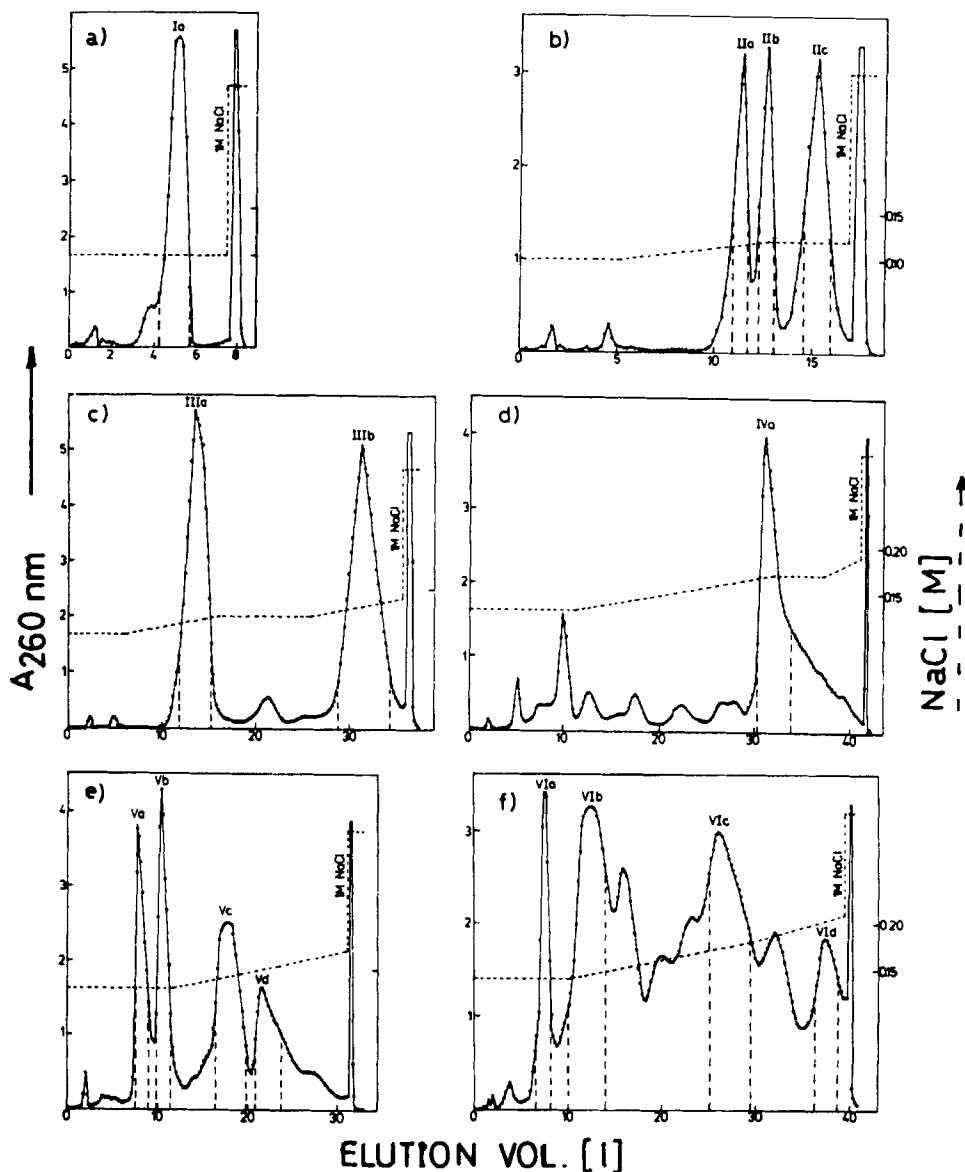 a)
Ia
5
4
3
2
1
1M NaCl
0
2
4
6
8
b)
IIa
IIb
IIc
3
2
1
1M NaCl
0.15
0.10
0
5
10
15
c)
IIIa
IIIb
5
4
3
2
1
1M NaCl
0
10
20
30
d)
IVa
4
3
2
1
1M NaCl
0.20
0.15
0
10
20
30
40
e)
Va
Vb
Vc
Vd
4
3
2
1
1M NaCl
0
10
20
30
f)
VIa
VIb
VIc
VId
3
2
1
1M NaCl
0.20
0.15
0
10
20
30
40
A260 nm
NaCl [M]
ELUTION VOL. [l]